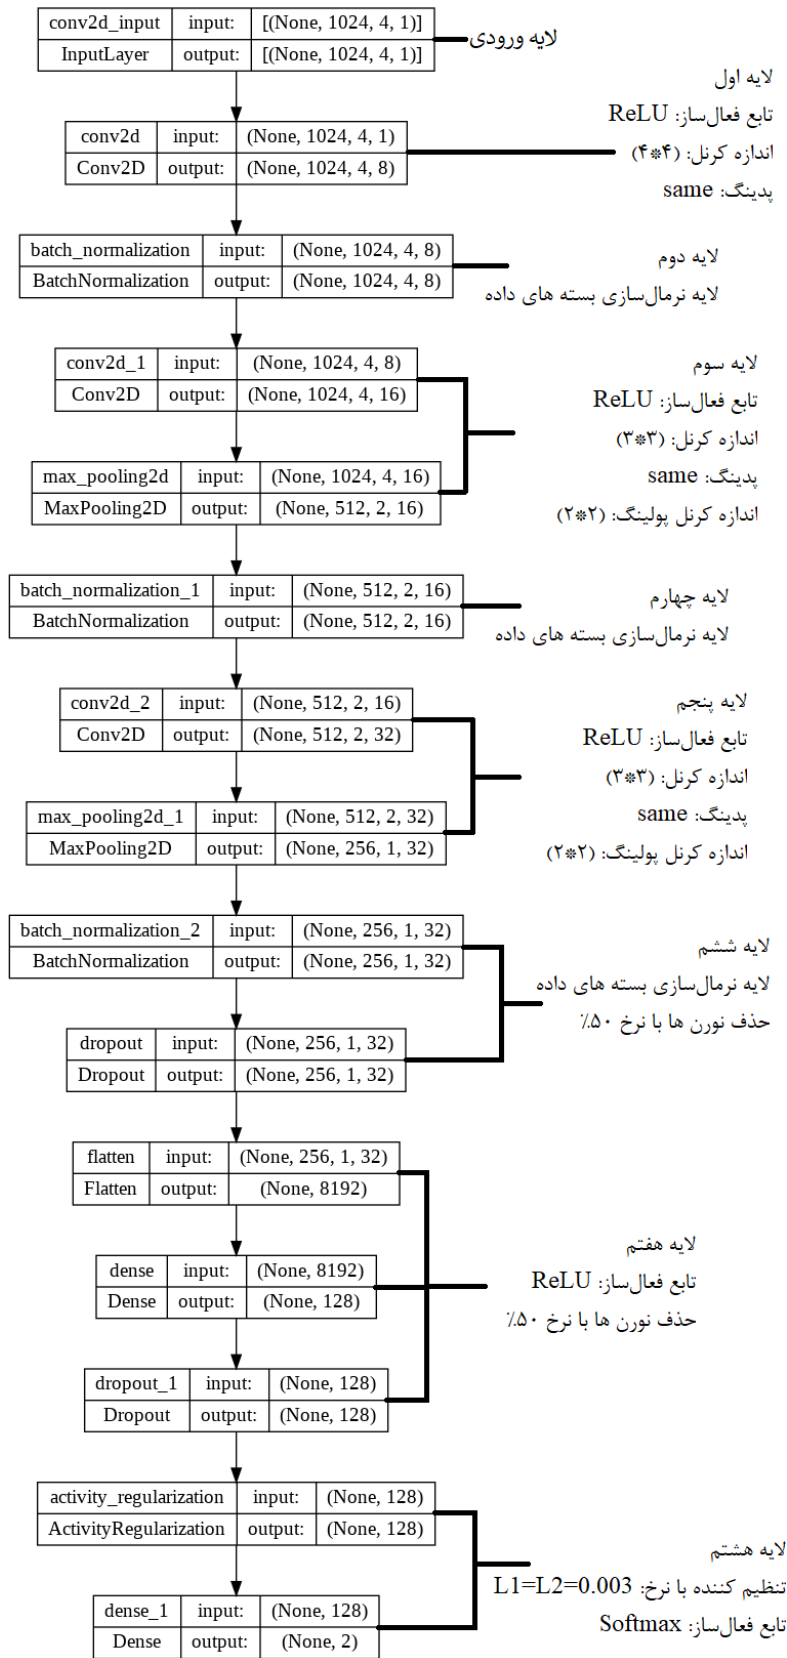 conv2d_input input: [(None, 1024, 4, 1)]
InputLayer output: [(None, 1024, 4, 1)]
لایه ورودی
conv2d input: (None, 1024, 4, 1)
Conv2D output: (None, 1024, 4, 8)
لایه اول
تابع فعال‌ساز: ReLU
اندازه کرنل: (۴*۴)
پدینگ: same
batch_normalization input: (None, 1024, 4, 8)
BatchNormalization output: (None, 1024, 4, 8)
لایه دوم
لایه نرمال‌سازی بسته های داده
conv2d_1 input: (None, 1024, 4, 8)
Conv2D output: (None, 1024, 4, 16)
max_pooling2d input: (None, 1024, 4, 16)
MaxPooling2D output: (None, 512, 2, 16)
لایه سوم
تابع فعال‌ساز: ReLU
اندازه کرنل: (۳*۳)
پدینگ: same
اندازه کرنل پولینگ: (۲*۲)
batch_normalization_1 input: (None, 512, 2, 16)
BatchNormalization output: (None, 512, 2, 16)
لایه چهارم
لایه نرمال‌سازی بسته های داده
conv2d_2 input: (None, 512, 2, 16)
Conv2D output: (None, 512, 2, 32)
max_pooling2d_1 input: (None, 512, 2, 32)
MaxPooling2D output: (None, 256, 1, 32)
لایه پنجم
تابع فعال‌ساز: ReLU
اندازه کرنل: (۳*۳)
پدینگ: same
اندازه کرنل پولینگ: (۲*۲)
batch_normalization_2 input: (None, 256, 1, 32)
BatchNormalization output: (None, 256, 1, 32)
dropout input: (None, 256, 1, 32)
Dropout output: (None, 256, 1, 32)
لایه ششم
لایه نرمال‌سازی بسته های داده
حذف نورن ها با نرخ ۵۰٪
flatten input: (None, 256, 1, 32)
Flatten output: (None, 8192)
dense input: (None, 8192)
Dense output: (None, 128)
dropout_1 input: (None, 128)
Dropout output: (None, 128)
لایه هفتم
تابع فعال‌ساز: ReLU
حذف نورن ها با نرخ ۵۰٪
activity_regularization input: (None, 128)
ActivityRegularization output: (None, 128)
dense_1 input: (None, 128)
Dense output: (None, 2)
لایه هشتم
تنظیم کننده با نرخ: L1=L2=0.003
تابع فعال‌ساز: Softmax